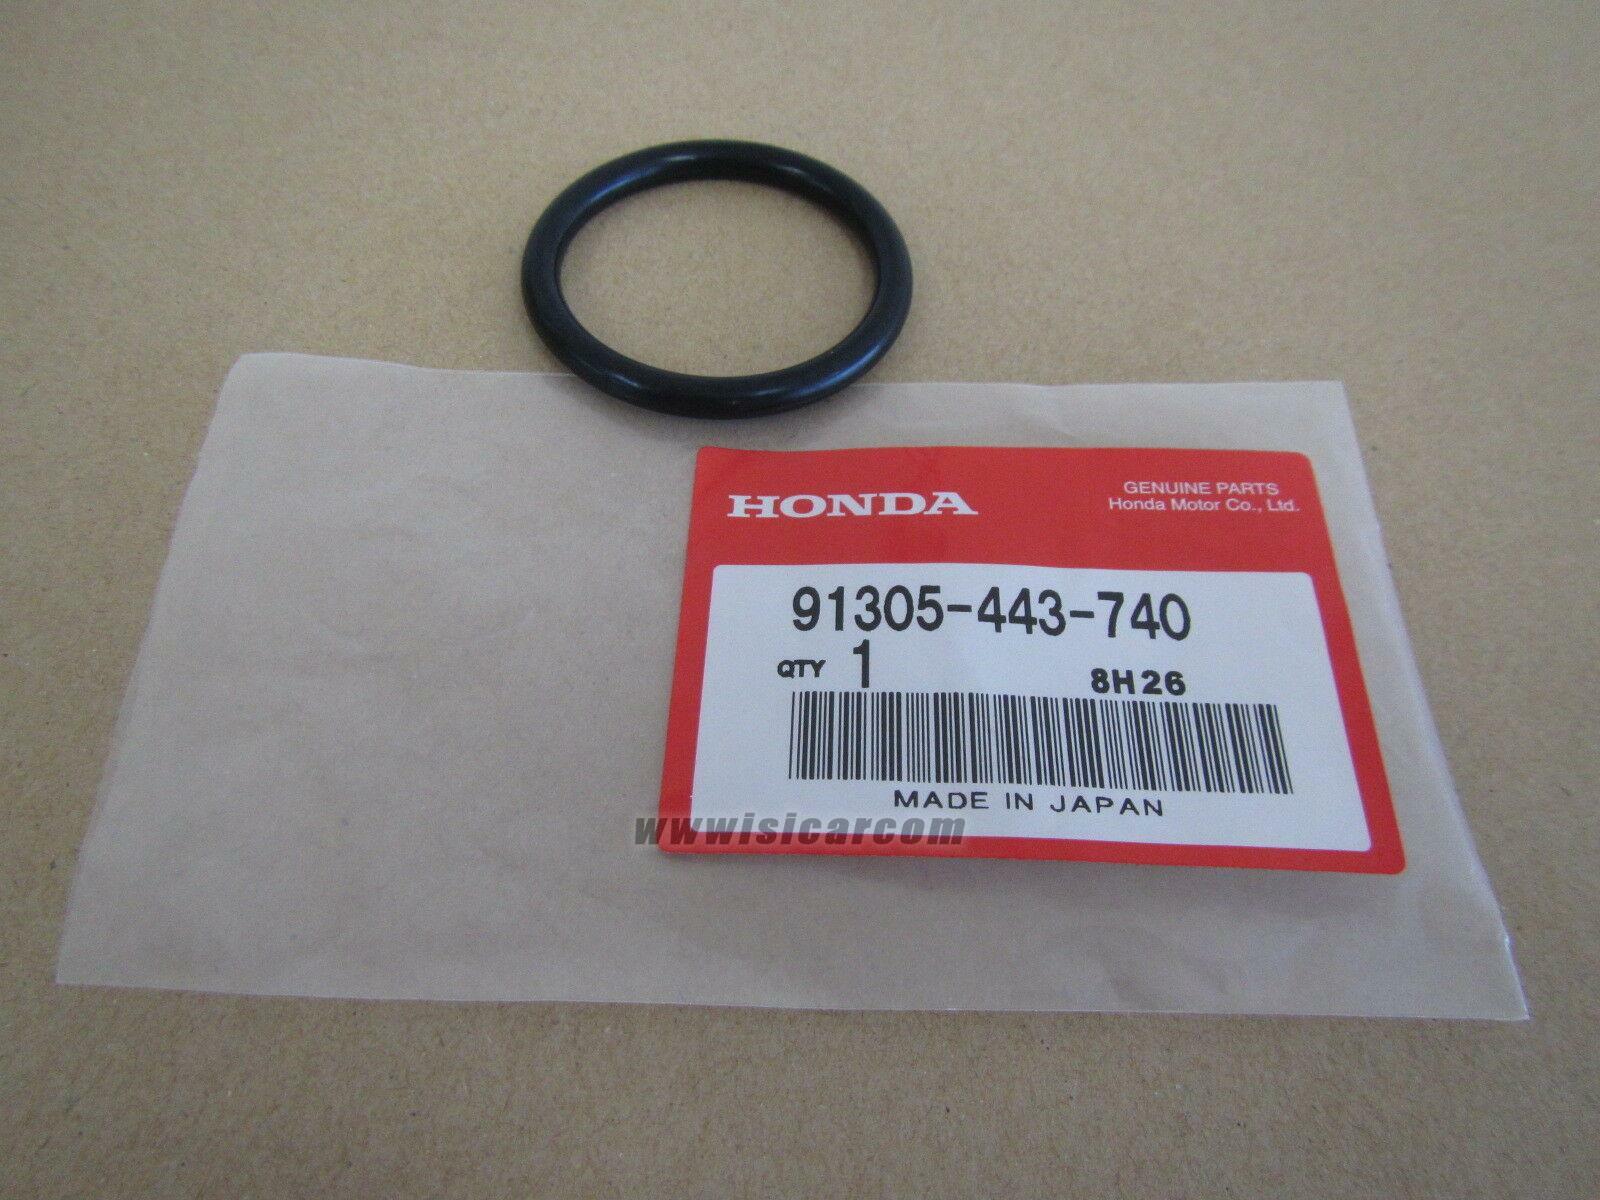 HONDA
GENUINE PARTS
Honda Motor Co., Ltd.
91305-443-740
QTY 1 8H26
MADE IN JAPAN
wwwisicarcom